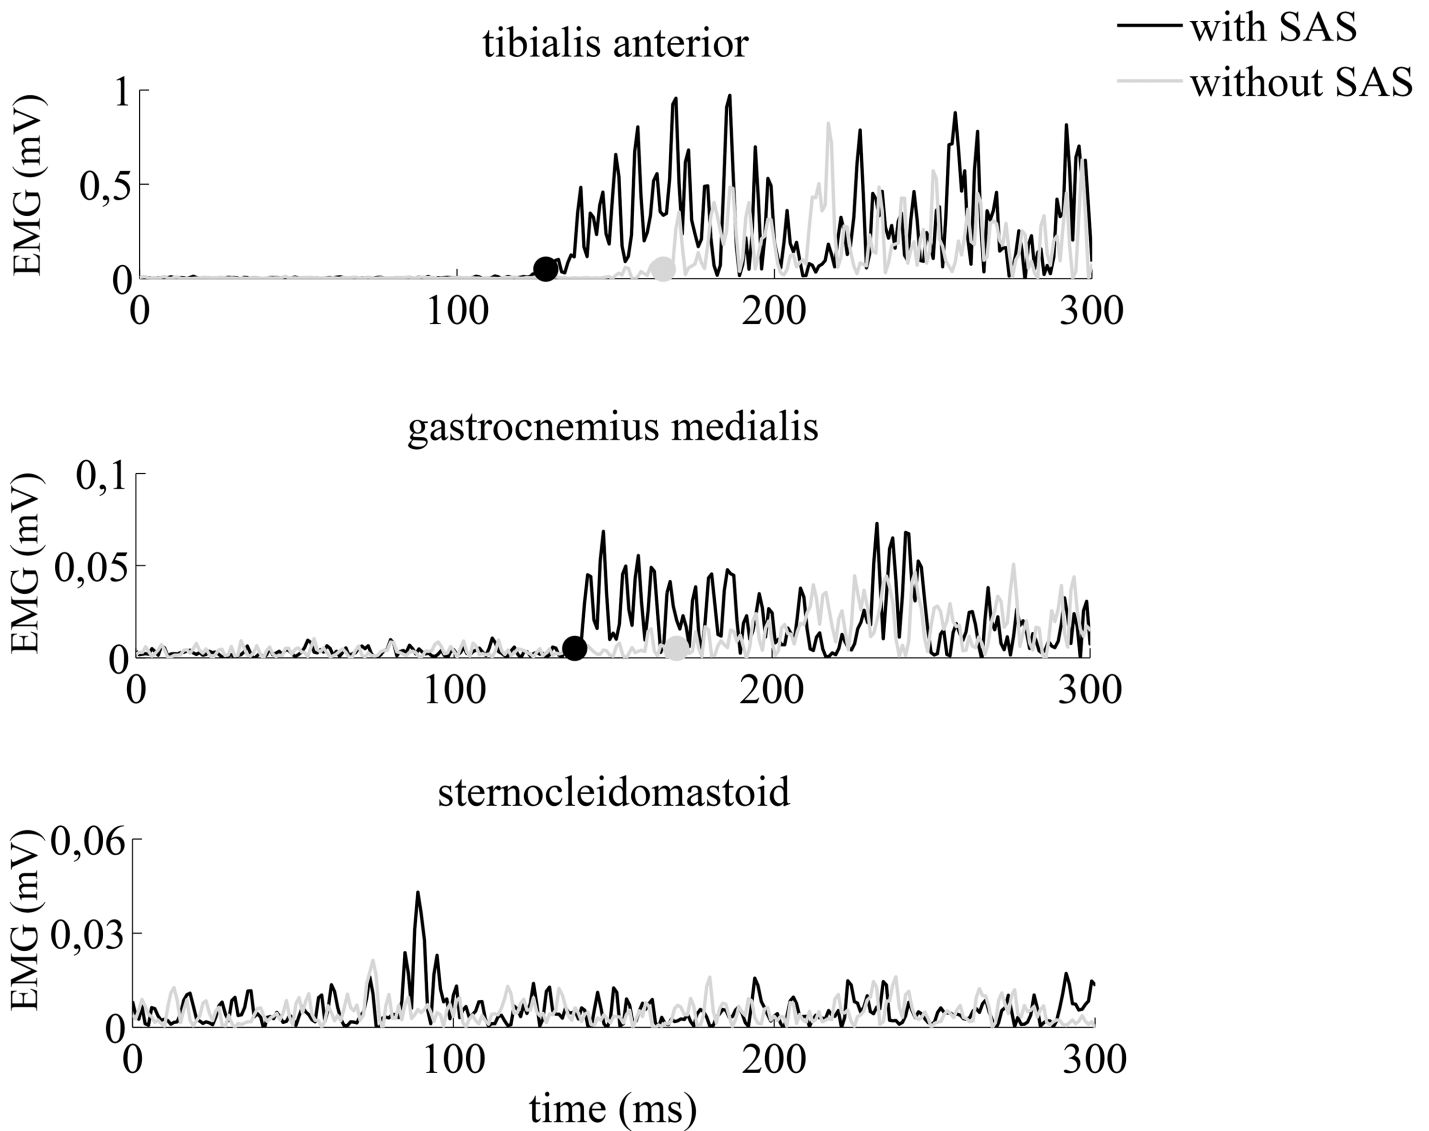 with SAS
without SAS
tibialis anterior
EMG (mV)
1
0,5
0
0 100 200 300
gastrocnemius medialis
EMG (mV)
0,1
0,05
0
0 100 200 300
sternocleidomastoid
EMG (mV)
0,06
0,03
0
0 100 200 300
time (ms)